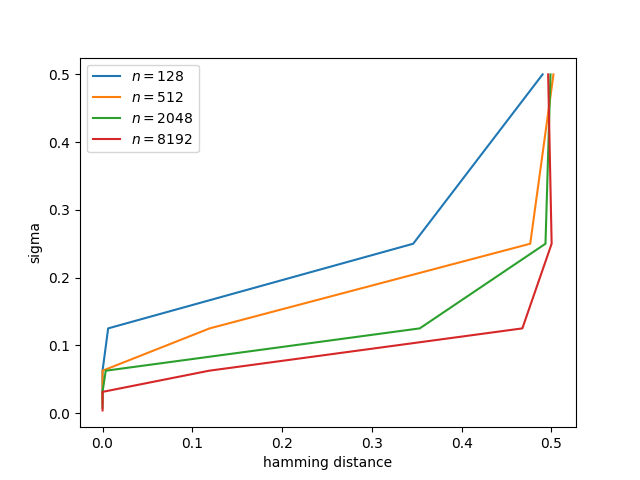 n = 128
n = 512
n = 2048
n = 8192
0.5
0.4
0.3
0.2
0.1
0.0
sigma
0.0 0.1 0.2 0.3 0.4 0.5
hamming distance